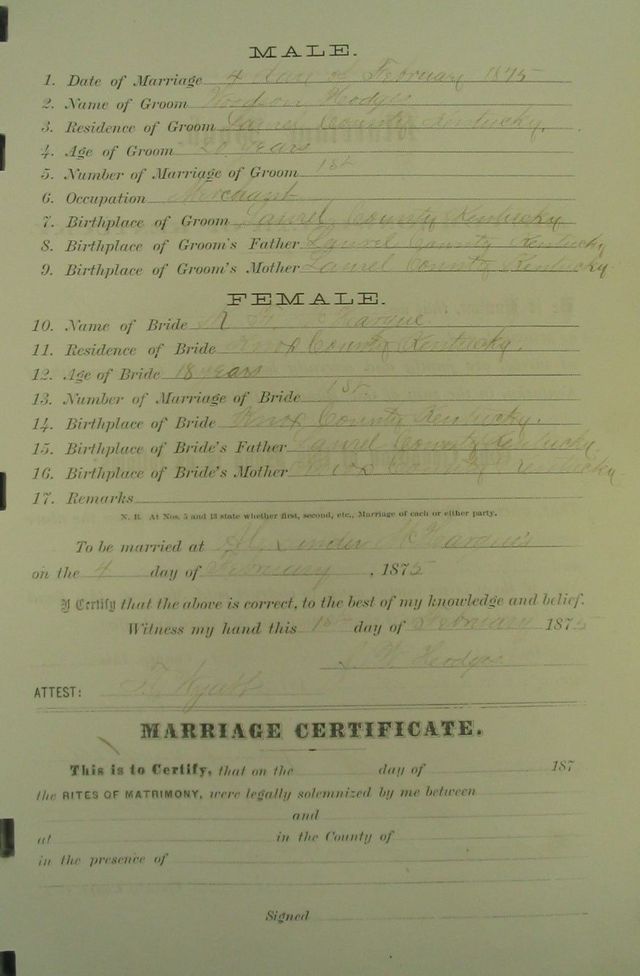 MALE.
1. Date of Marriage 4 day of February 1875
2. Name of Groom Woodson Hodges
3. Residence of Groom Laurel County Kentucky.
4. Age of Groom 20 years
5. Number of Marriage of Groom 1st
6. Occupation Merchant
7. Birthplace of Groom Laurel County Kentucky
8. Birthplace of Groom's Father Laurel County Kentucky
9. Birthplace of Groom's Mother Laurel County Kentucky
FEMALE.
10. Name of Bride
11. Residence of Bride Knox County Kentucky.
12. Age of Bride 18 years
13. Number of Marriage of Bride 1st
14. Birthplace of Bride Knox County Kentucky.
15. Birthplace of Bride's Father Laurel County Kentucky
16. Birthplace of Bride's Mother Knox County Kentucky
17. Remarks
N. B. At Nos. 5 and 13 state whether first, second, etc., Marriage of each or either party.
To be married at
on the 4 day of February, 1875
I Certify that the above is correct, to the best of my knowledge and belief.
Witness my hand this 1st day of February 1875
W Hodges
ATTEST:
MARRIAGE CERTIFICATE.
This is to Certify, that on the day of 187
the RITES OF MATRIMONY, were legally solemnized by me between
and
at in the County of
in the presence of
Signed